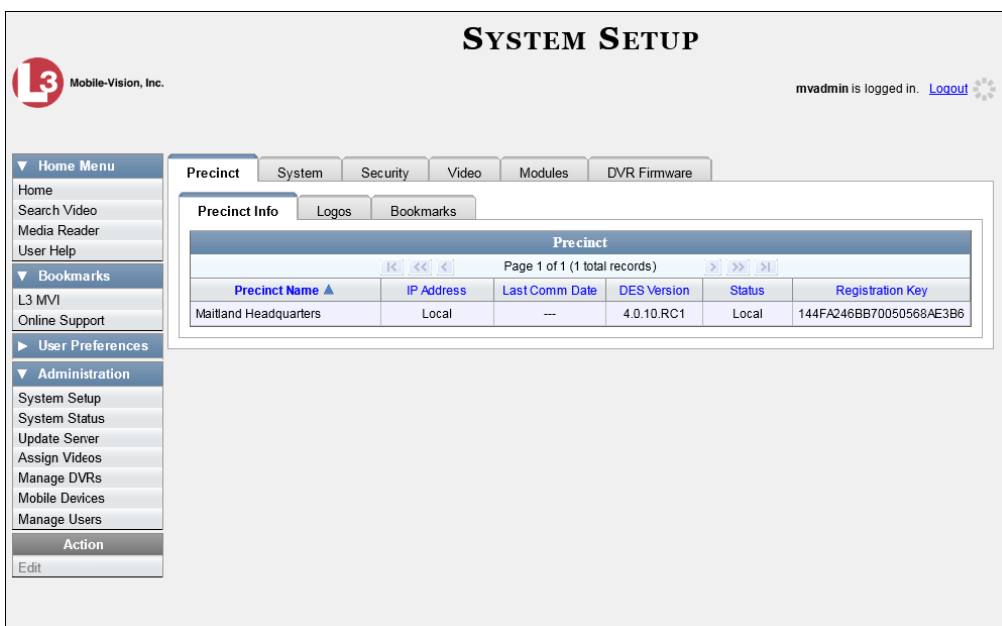 SYSTEM SETUP
L3 Mobile-Vision, Inc.
mvadmin is logged in. Logout
▼ Home Menu
Home
Search Video
Media Reader
User Help
▼ Bookmarks
L3 MVI
Online Support
▶ User Preferences
▼ Administration
System Setup
System Status
Update Server
Assign Videos
Manage DVRs
Mobile Devices
Manage Users
Action
Edit
Precinct System Security Video Modules DVR Firmware
Precinct Info Logos Bookmarks
Precinct
|< << < Page 1 of 1 (1 total records) > >> >|
Precinct Name ▲ IP Address Last Comm Date DES Version Status Registration Key
Maitland Headquarters Local --- 4.0.10.RC1 Local 144FA246BB70050568AE3B6